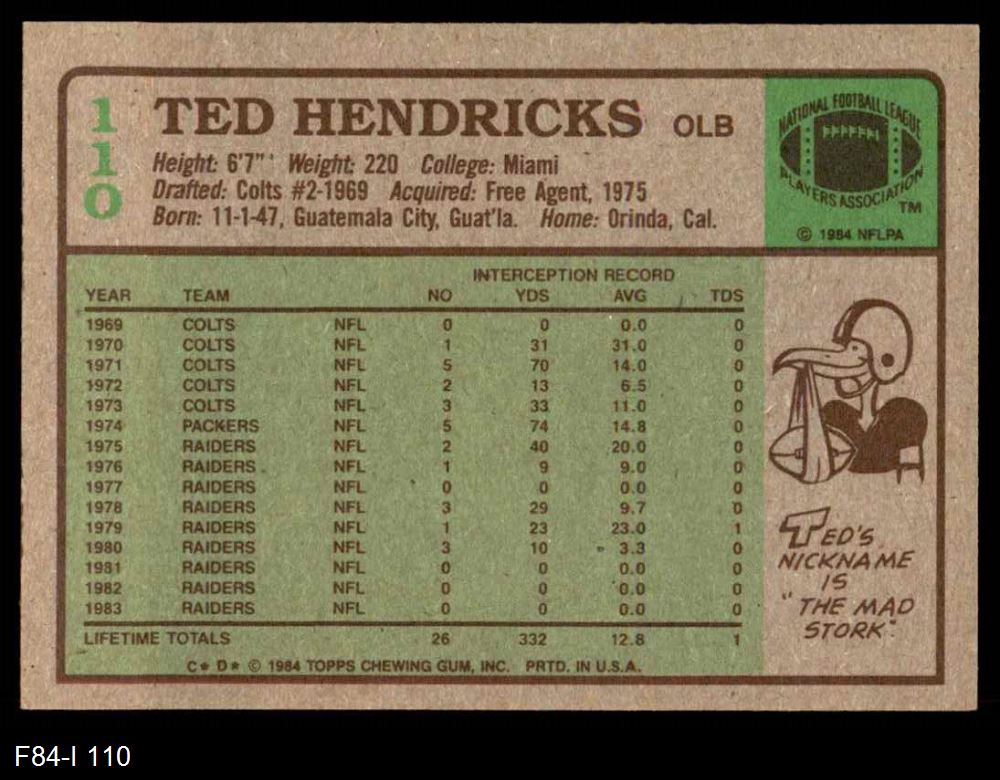 110
TED HENDRICKS OLB
Height: 6'7" Weight: 220 College: Miami
Drafted: Colts #2-1969 Acquired: Free Agent, 1975
Born: 11-1-47, Guatemala City, Guat'la. Home: Orinda, Cal.
NATIONAL FOOTBALL LEAGUE
PLAYERS ASSOCIATION
TM
© 1984 NFLPA
INTERCEPTION RECORD
YEAR TEAM NO YDS AVG TDS
1969 COLTS NFL 0 0 0.0 0
1970 COLTS NFL 1 31 31.0 0
1971 COLTS NFL 5 70 14.0 0
1972 COLTS NFL 2 13 6.5 0
1973 COLTS NFL 3 33 11.0 0
1974 PACKERS NFL 5 74 14.8 0
1975 RAIDERS NFL 2 40 20.0 0
1976 RAIDERS NFL 1 9 9.0 0
1977 RAIDERS NFL 0 0 0.0 0
1978 RAIDERS NFL 3 29 9.7 0
1979 RAIDERS NFL 1 23 23.0 1
1980 RAIDERS NFL 3 10 3.3 0
1981 RAIDERS NFL 0 0 0.0 0
1982 RAIDERS NFL 0 0 0.0 0
1983 RAIDERS NFL 0 0 0.0 0
LIFETIME TOTALS 26 332 12.8 1
C* D* © 1984 TOPPS CHEWING GUM, INC. PRTD. IN U.S.A.
TED'S
NICKNAME
IS
"THE MAD
STORK".
F84-I 110